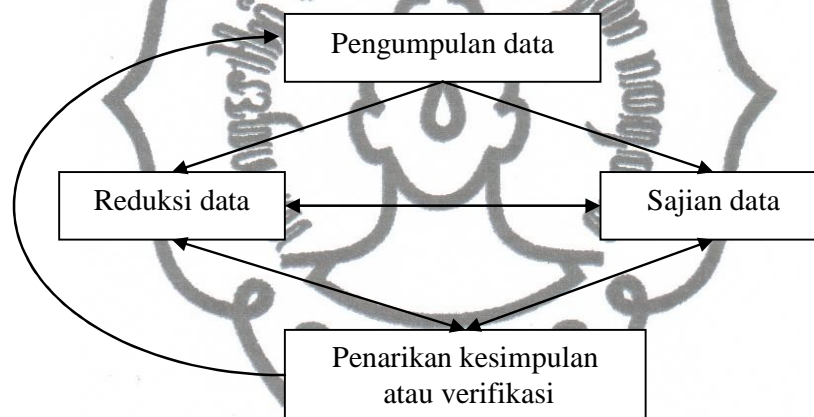 Pengumpulan data
Reduksi data
Sajian data
Penarikan kesimpulan
atau verifikasi